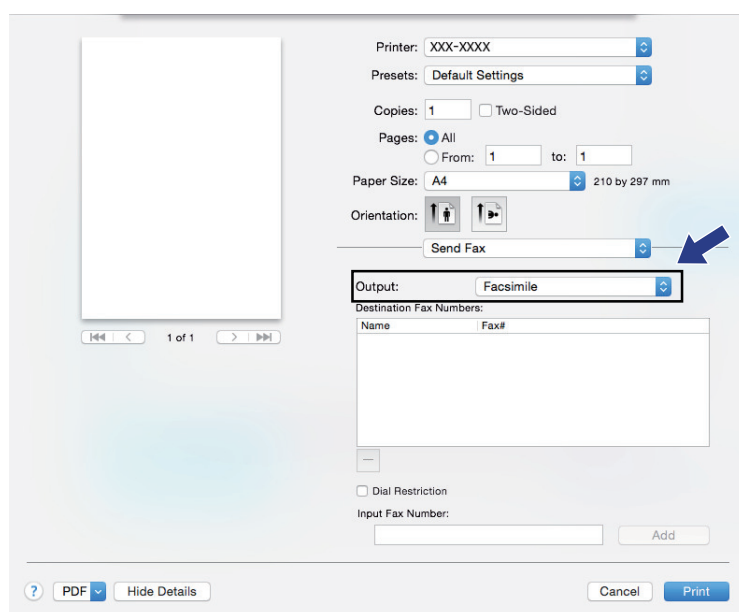 Printer: XXX-XXXX
Presets: Default Settings
Copies: 1 Two-Sided
Pages: All
From: 1 to: 1
Paper Size: A4 210 by 297 mm
Orientation:
Send Fax
Output: Facsimile
Destination Fax Numbers:
Name Fax#
1 of 1
Dial Restriction
Input Fax Number:
Add
? PDF Hide Details Cancel Print